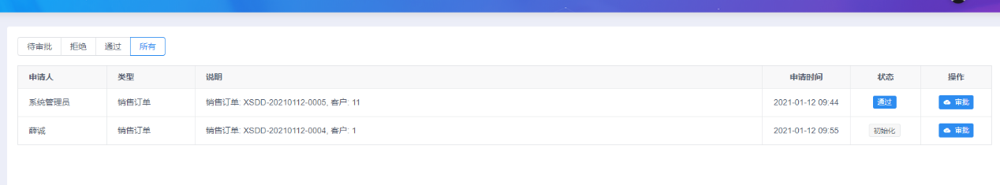 待审批 拒绝 通过 所有
申请人 类型 说明 申请时间 状态 操作
系统管理员 销售订单 销售订单: XSDD-20210112-0005, 客户: 11 2021-01-12 09:44 通过 审批
薛诚 销售订单 销售订单: XSDD-20210112-0004, 客户: 1 2021-01-12 09:55 初始化 审批